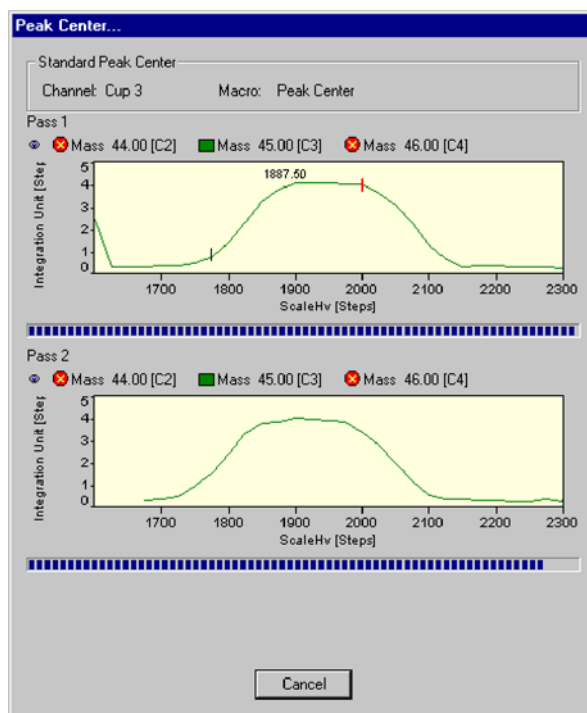 Peak Center...
Standard Peak Center
Channel: Cup 3 Macro: Peak Center
Pass 1
Mass 44.00 [C2] Mass 45.00 [C3] Mass 46.00 [C4]
Integration Unit [Step
5
4
3
2
1
0
1887.50
1700 1800 1900 2000 2100 2200 2300
ScaleHv [Steps]
Pass 2
Mass 44.00 [C2] Mass 45.00 [C3] Mass 46.00 [C4]
Integration Unit [Step
5
4
3
2
1
0
1700 1800 1900 2000 2100 2200 2300
ScaleHv [Steps]
Cancel